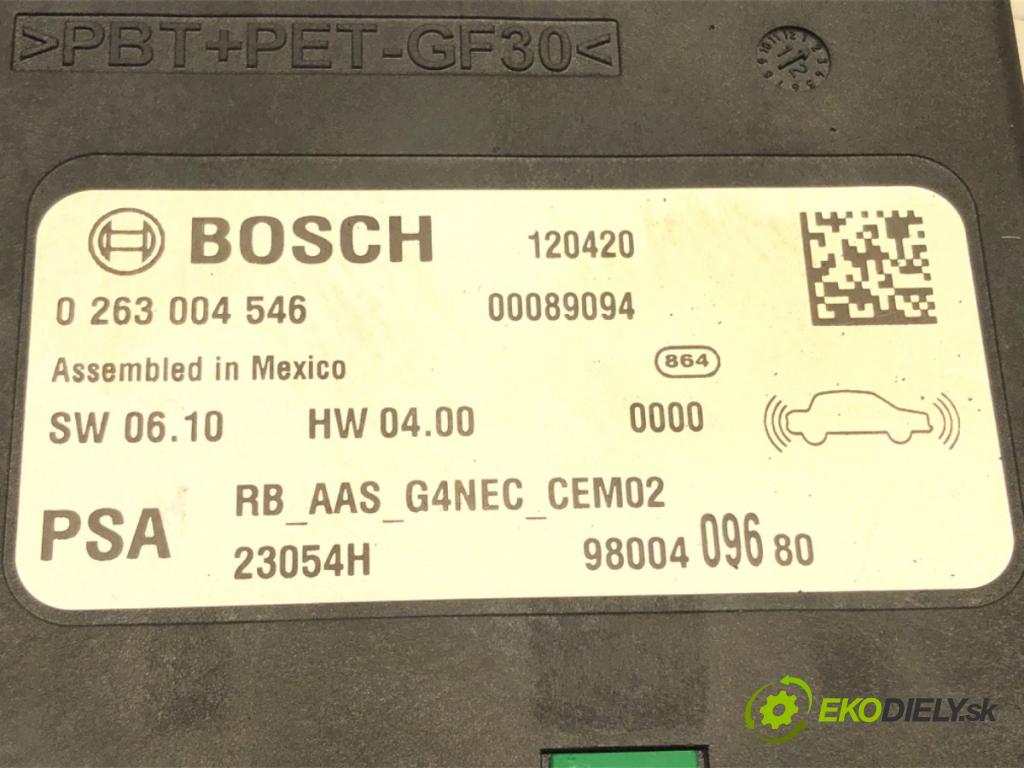 >PBT+PET-GF30<
BOSCH 120420
0 263 004 546 00089094
Assembled in Mexico 864
SW 06.10 HW 04.00 0000
RB_AAS_G4NEC_CEM02
PSA
23054H 98004 096 80
EKODIELY.sk